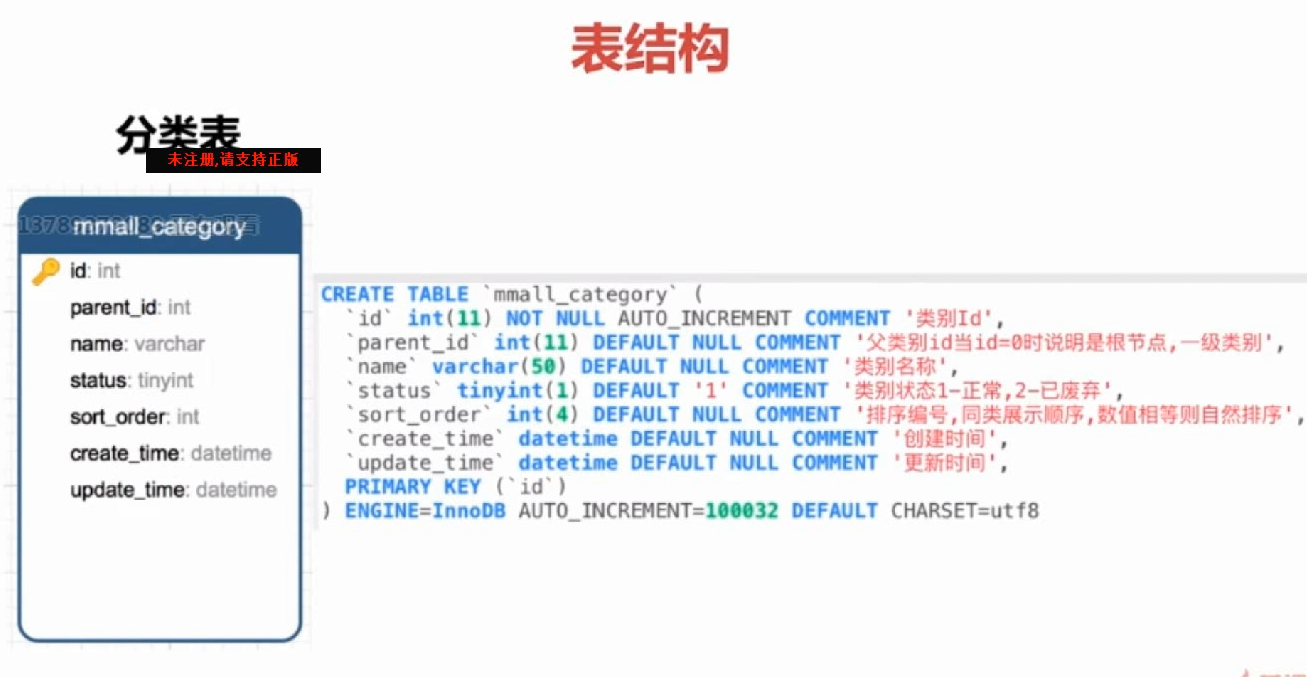 表结构
分类表
未注册,请支持正版
mmall_category
id: int
parent_id: int
name: varchar
status: tinyint
sort_order: int
create_time: datetime
update_time: datetime
CREATE TABLE `mmall_category` (
`id` int(11) NOT NULL AUTO_INCREMENT COMMENT '类别Id',
`parent_id` int(11) DEFAULT NULL COMMENT '父类别id当id=0时说明是根节点,一级类别',
`name` varchar(50) DEFAULT NULL COMMENT '类别名称',
`status` tinyint(1) DEFAULT '1' COMMENT '类别状态1-正常,2-已废弃',
`sort_order` int(4) DEFAULT NULL COMMENT '排序编号,同类展示顺序,数值相等则自然排序',
`create_time` datetime DEFAULT NULL COMMENT '创建时间',
`update_time` datetime DEFAULT NULL COMMENT '更新时间',
PRIMARY KEY (`id`)
) ENGINE=InnoDB AUTO_INCREMENT=100032 DEFAULT CHARSET=utf8